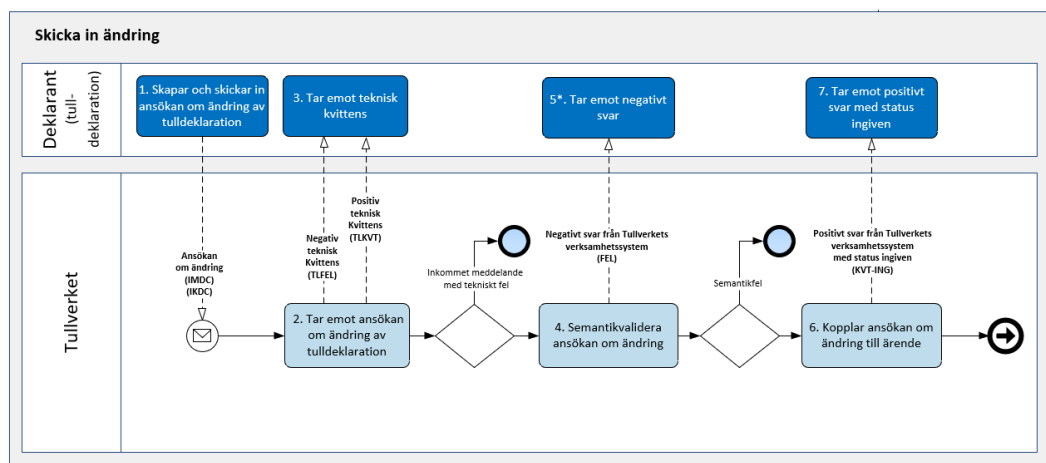 Skicka in ändring
Deklarant
(tull-
deklaration)
1. Skapar och skickar in
ansökan om ändring av
tulldeklaration
3. Tar emot teknisk
kvittens
5*. Tar emot negativt
svar
7. Tar emot positivt
svar med status
ingiven
Tullverket
Ansökan
om ändring
(IMDC)
(IKDC)
Negativ
teknisk
Kvittens
(TLFEL)
Positiv
teknisk
Kvittens
(TLKVT)
Inkommet meddelande
med tekniskt fel
Negativt svar från Tullverkets
verksamhetssystem
(FEL)
Semantikfel
Positivt svar från Tullverkets
verksamhetssystem
med status ingiven
(KVT-ING)
2. Tar emot ansökan
om ändring av
tulldeklaration
4. Semantikvalidera
ansökan om ändring
6. Kopplar ansökan om
ändring till ärende